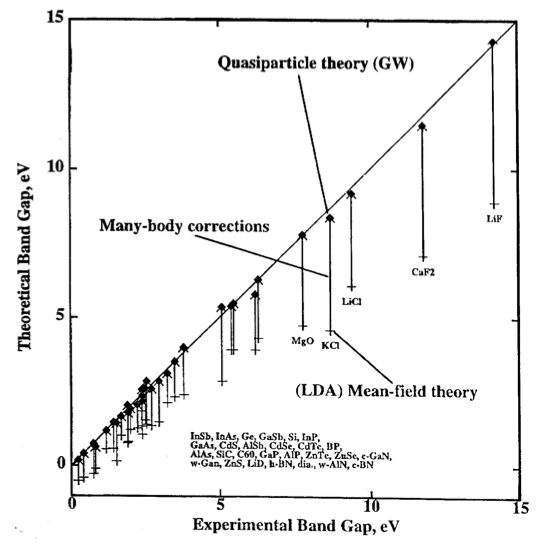 15
Quasiparticle theory (GW)
10
Theoretical Band Gap, eV
Many-body corrections
LiF
CaF2
LiCl
5
MgO
KCl
(LDA) Mean-field theory
InSb, InAs, Ge, GaSb, Si, InP,
GaAs, CdS, AlSb, CdSe, CdTe, BP,
AlAs, SiC, C60, GaP, AlP, ZnTe, ZnSe, c-GaN,
w-Gan, ZnS, LiD, h-BN, dia., w-AlN, c-BN
0
0
5
10
15
Experimental Band Gap, eV